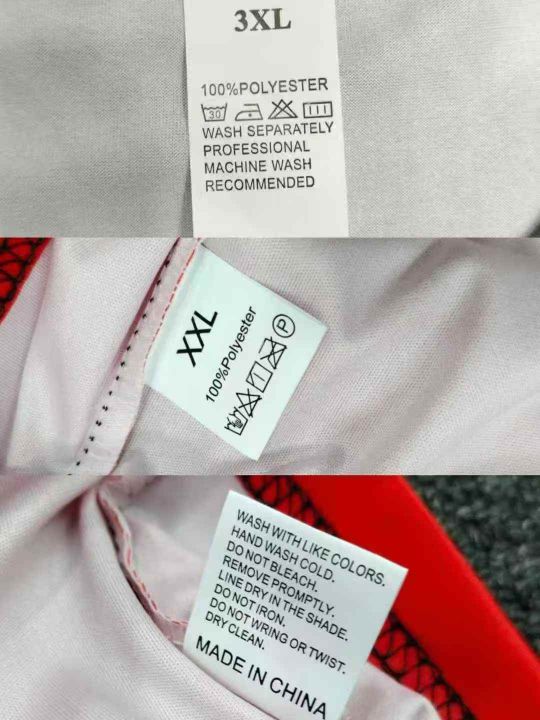 3XL
100%POLYESTER
30
WASH SEPARATELY
PROFESSIONAL
MACHINE WASH
RECOMMENDED
XXL
100%Polyester
P
WASH WITH LIKE COLORS.
HAND WASH COLD.
DO NOT BLEACH.
REMOVE PROMPTLY.
LINE DRY IN THE SHADE.
DO NOT IRON.
DO NOT WRING OR TWIST.
DRY CLEAN.
MADE IN CHINA